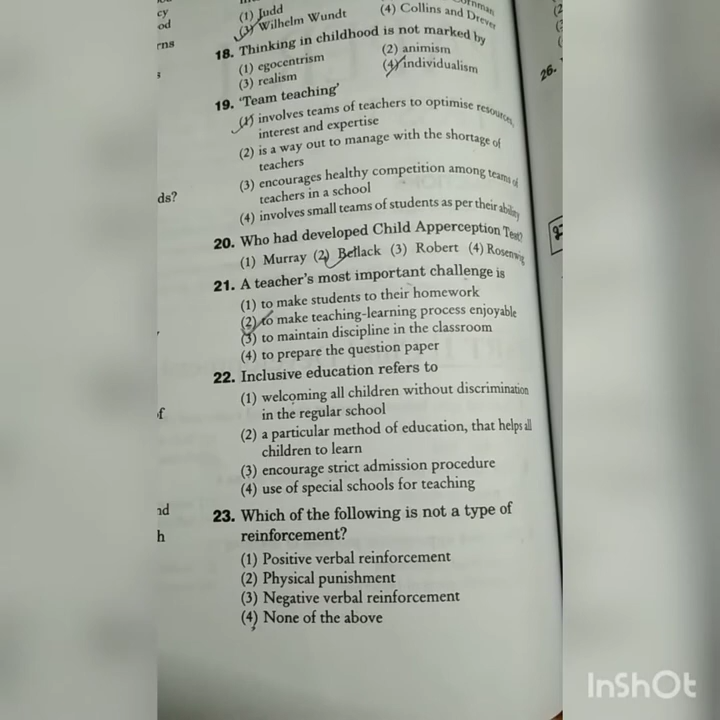 cy
od
rns
s
ds?
of
nd
h
(1) Judd
(3) Wilhelm Wundt (4) Collins and Drever
18. Thinking in childhood is not marked by
(1) egocentrism (2) animism
(3) realism (4) individualism
19. 'Team teaching'
(1) involves teams of teachers to optimise resources,
interest and expertise
(2) is a way out to manage with the shortage of
teachers
(3) encourages healthy competition among teams of
teachers in a school
(4) involves small teams of students as per their ability
20. Who had developed Child Apperception Test?
(1) Murray (2) Bellack (3) Robert (4) Rosenwig
21. A teacher's most important challenge is
(1) to make students to their homework
(2) to make teaching-learning process enjoyable
(3) to maintain discipline in the classroom
(4) to prepare the question paper
22. Inclusive education refers to
(1) welcoming all children without discrimination
in the regular school
(2) a particular method of education, that helps all
children to learn
(3) encourage strict admission procedure
(4) use of special schools for teaching
23. Which of the following is not a type of
reinforcement?
(1) Positive verbal reinforcement
(2) Physical punishment
(3) Negative verbal reinforcement
(4) None of the above
26.
InShOt